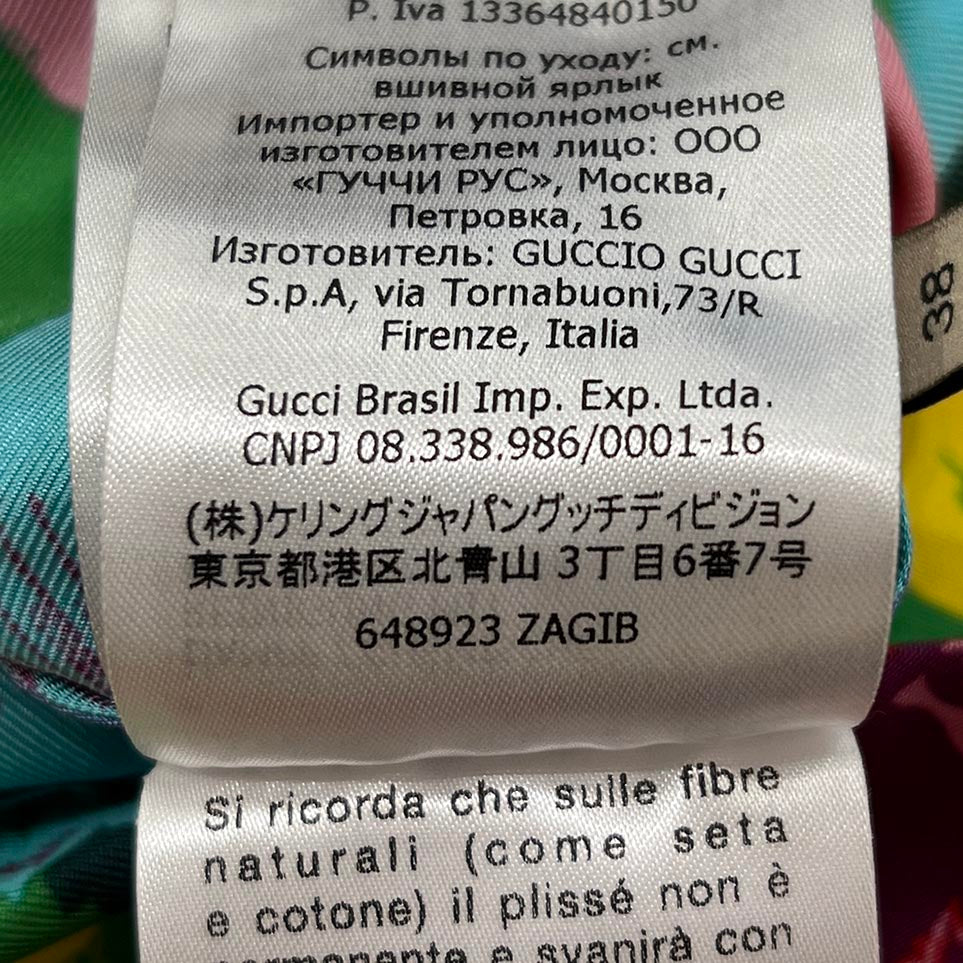 P. Iva 13364840150
Символы по уходу: см.
вшивной ярлык
Импортер и уполномоченное
изготовителем лицо: ООО
«ГУЧЧИ РУС», Москва,
Петровка, 16
Изготовитель: GUCCIO GUCCI
S.p.A, via Tornabuoni,73/R
Firenze, Italia
Gucci Brasil Imp. Exp. Ltda.
CNPJ 08.338.986/0001-16
(株)ケリングジャパングッチディビジョン
東京都港区北青山 3丁目6番7号
648923 ZAGIB
38
Si ricorda che sulle fibre
naturali (come seta
e cotone) il plissé non è
permanente e svanirà con